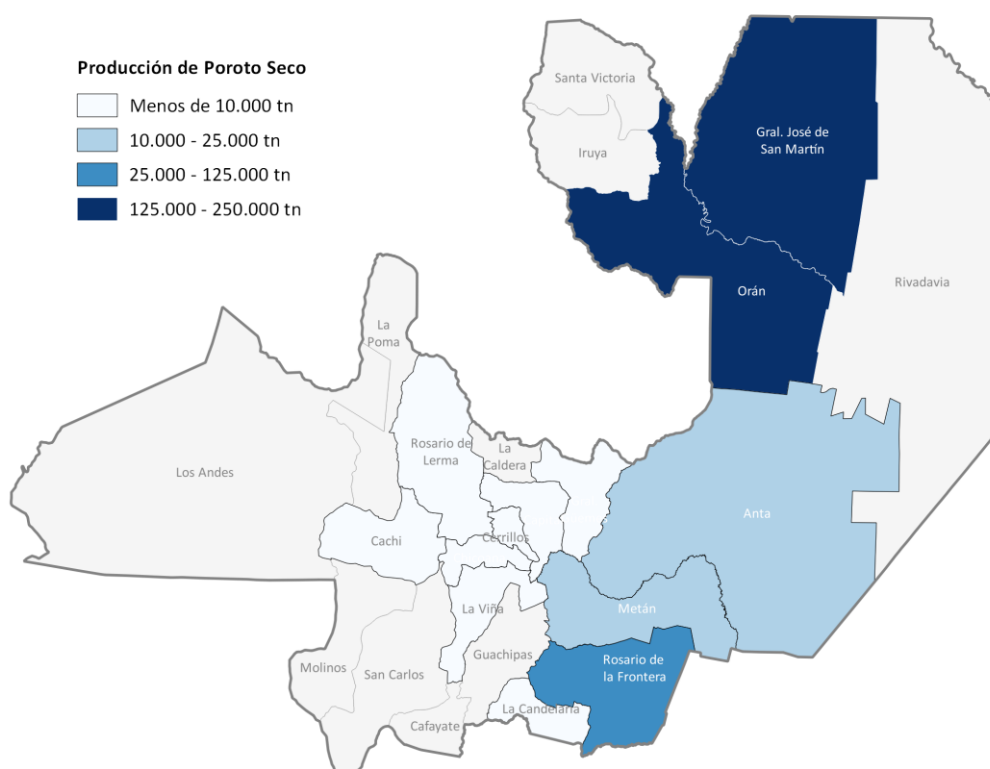 Producción de Poroto Seco
Menos de 10.000 tn
10.000 - 25.000 tn
25.000 - 125.000 tn
125.000 - 250.000 tn
Santa Victoria
Iruya
Gral. José de
San Martín
Orán
Rivadavia
La
Poma
Rosario de
Lerma
La
Caldera
Los Andes
Cachi
Cerrillos
Anta
La Viña
Metán
Guachipas
Molinos
San Carlos
Rosario de
la Frontera
La Candelaria
Cafayate